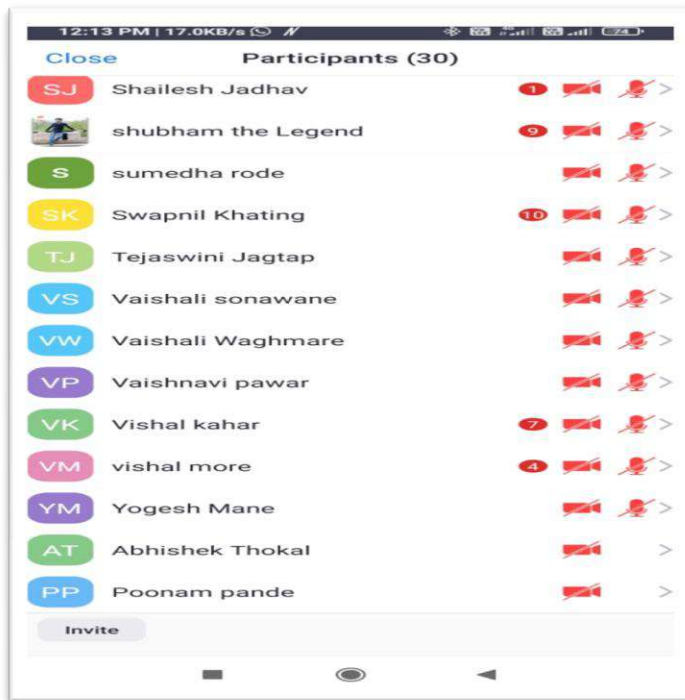 12:13 PM | 17.0KB/s 4G 74
Close Participants (30)
SJ Shailesh Jadhav 1
shubham the Legend 9
S sumedha rode
SK Swapnil Khating 10
TJ Tejaswini Jagtap
VS Vaishali sonawane
VW Vaishali Waghmare
VP Vaishnavi pawar
VK Vishal kahar 7
VM vishal more 4
YM Yogesh Mane
AT Abhishek Thokal
PP Poonam pande
Invite